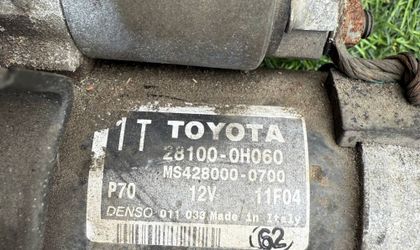 1T TOYOTA
28100-0H060
MS428000-0700
P70 12V 11F04
DENSO 011 033 Made in Italy
62